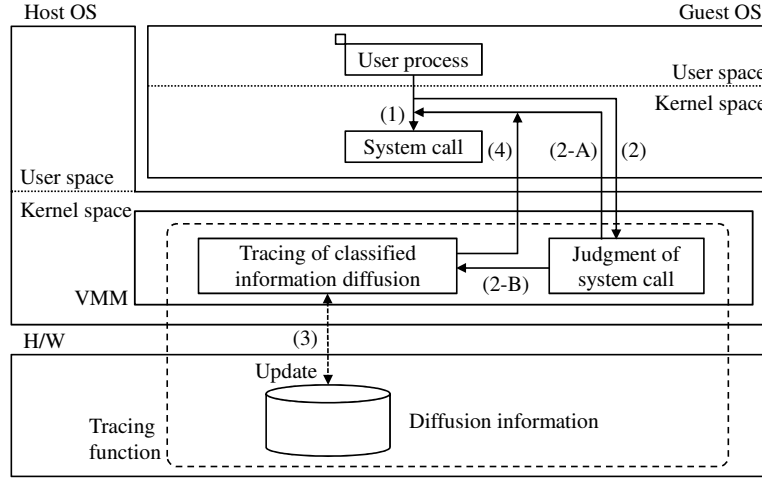 Host OS
Guest OS
User process
User space
Kernel space
(1)
System call
(4)
(2-A)
(2)
User space
Kernel space
Tracing of classified
information diffusion
Judgment of
system call
(2-B)
VMM
H/W
(3)
Update
Tracing
function
Diffusion information